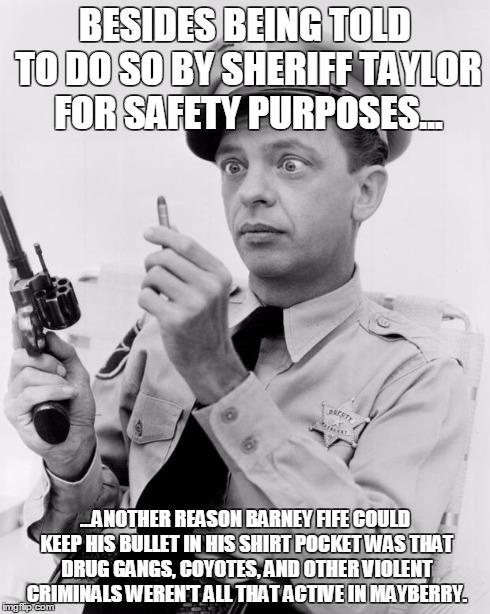 BESIDES BEING TOLD
TO DO SO BY SHERIFF TAYLOR
FOR SAFETY PURPOSES...
DEPUTY
...ANOTHER REASON BARNEY FIFE COULD
KEEP HIS BULLET IN HIS SHIRT POCKET WAS THAT
DRUG GANGS, COYOTES, AND OTHER VIOLENT
CRIMINALS WEREN'T ALL THAT ACTIVE IN MAYBERRY.
imgflip.com